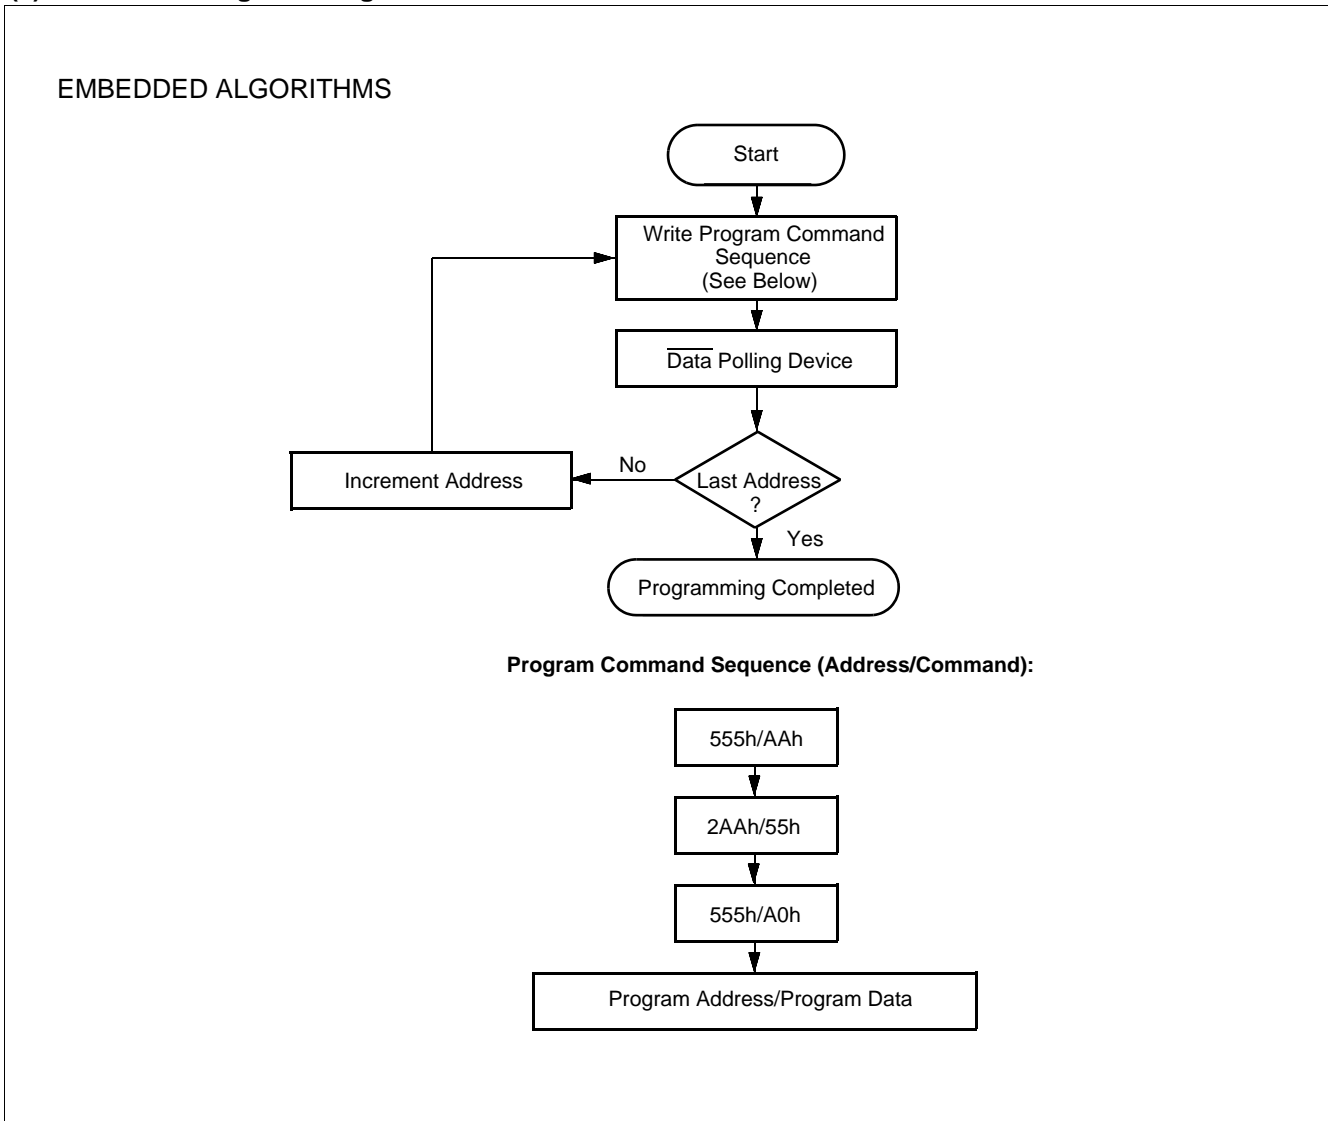 EMBEDDED ALGORITHMS
Start
Write Program Command
Sequence
(See Below)
Data Polling Device
Increment Address
No
Last Address
?
Yes
Programming Completed
Program Command Sequence (Address/Command):
555h/AAh
2AAh/55h
555h/A0h
Program Address/Program Data